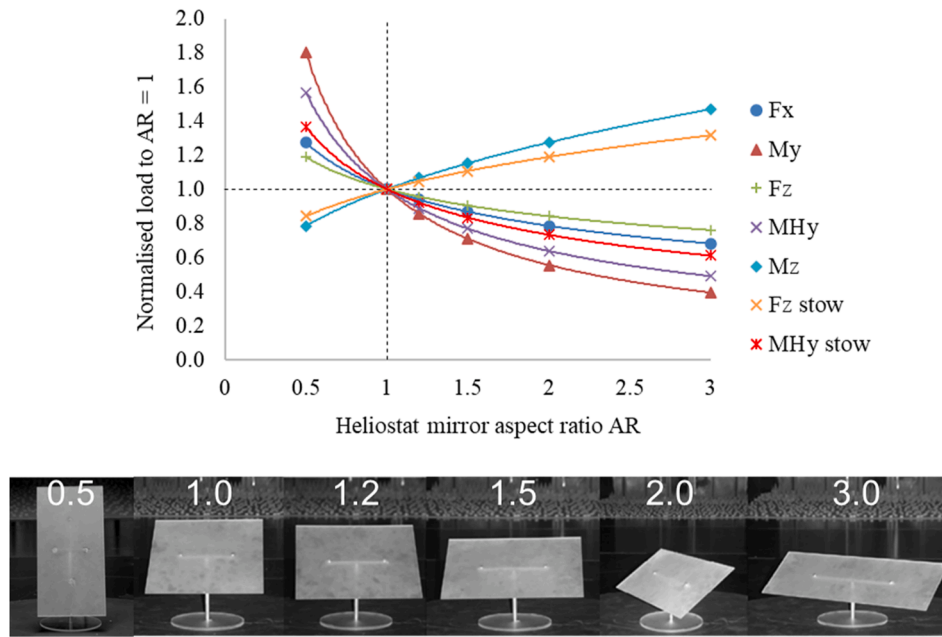 Normalised load to AR = 1
2.0
1.8
1.6
1.4
1.2
1.0
0.8
0.6
0.4
0.2
0.0
0 0.5 1 1.5 2 2.5 3
Heliostat mirror aspect ratio AR
Fx
My
Fz
MHy
Mz
Fz stow
MHy stow
0.5 1.0 1.2 1.5 2.0 3.0